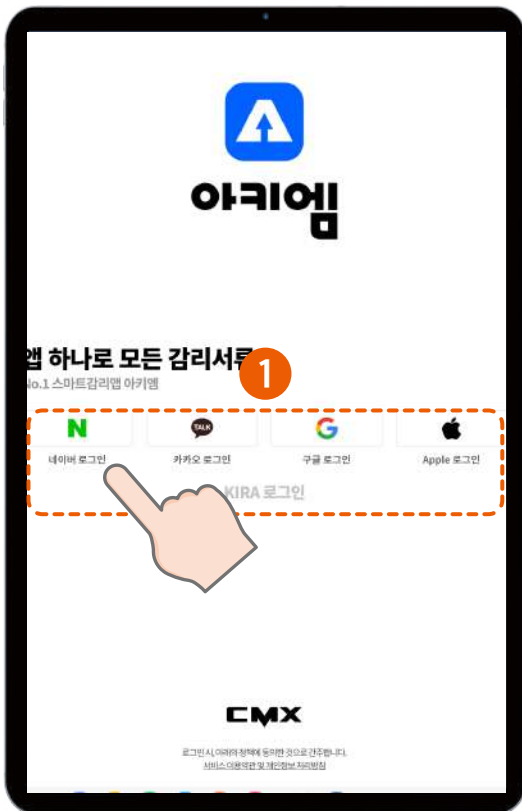 아키엠
앱 하나로 모든 감리서류
No.1 스마트감리앱 아키엠
1
N TALK G
네이버 로그인 카카오 로그인 구글 로그인 Apple 로그인
KIRA 로그인
CMX
로그인 시, 아래의 정책에 동의한 것으로 간주합니다.
서비스 이용약관 및 개인정보 처리방침